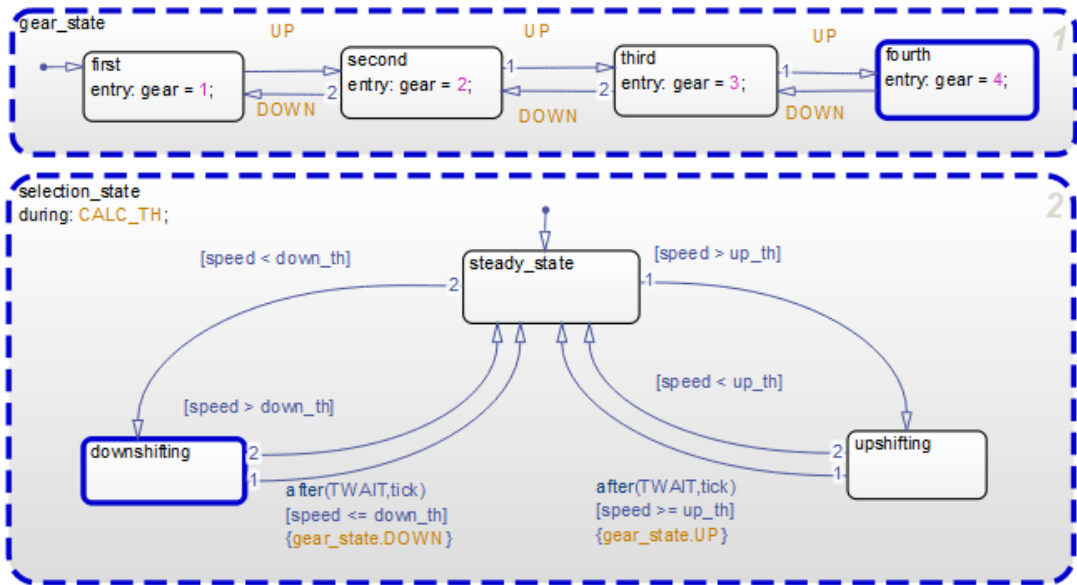 gear_state
1
UP
UP
UP
first
entry: gear = 1;
second
entry: gear = 2;
third
entry: gear = 3;
fourth
entry: gear = 4;
1
2
1
2
1
DOWN
DOWN
DOWN
selection_state
during: CALC_TH;
2
[speed < down_th]
steady_state
[speed > up_th]
2
1
[speed > down_th]
[speed < up_th]
downshifting
2
1
upshifting
2
1
after(TWAIT,tick)
[speed <= down_th]
{gear_state.DOWN}
after(TWAIT,tick)
[speed >= up_th]
{gear_state.UP}